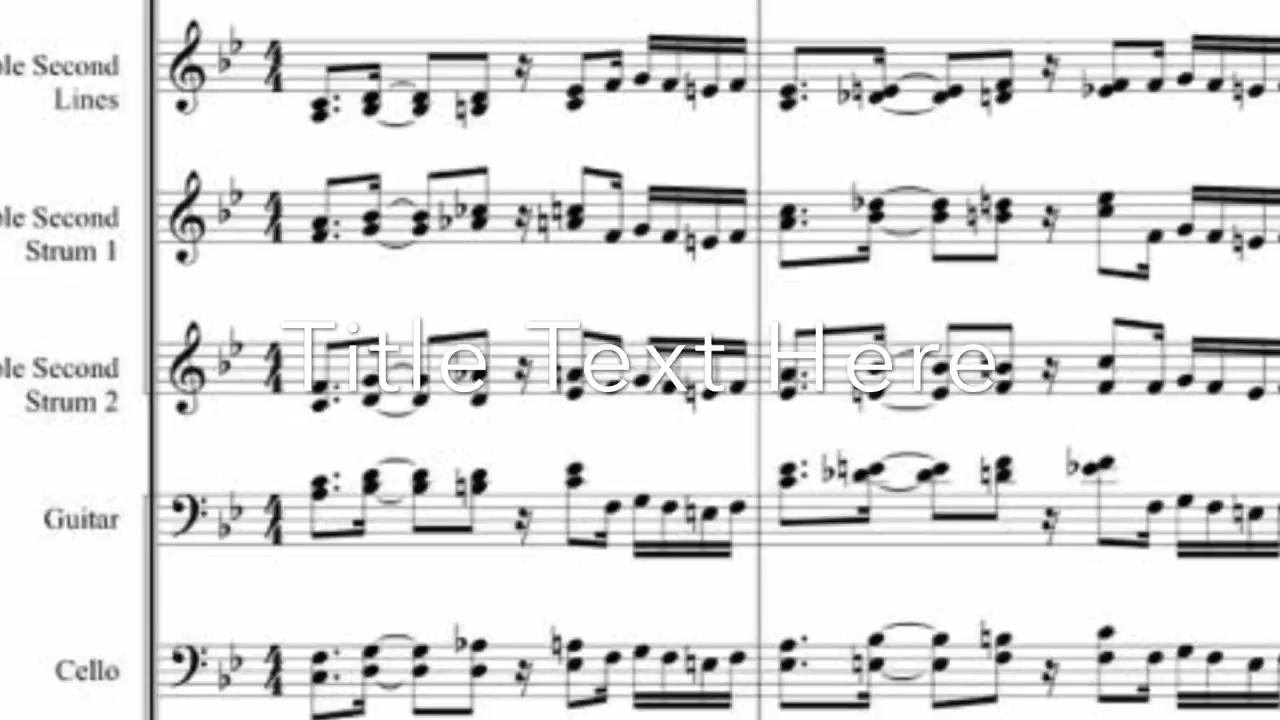 ble Second
Lines
ble Second
Strum 1
Title Text Here
ble Second
Strum 2
Guitar
Cello